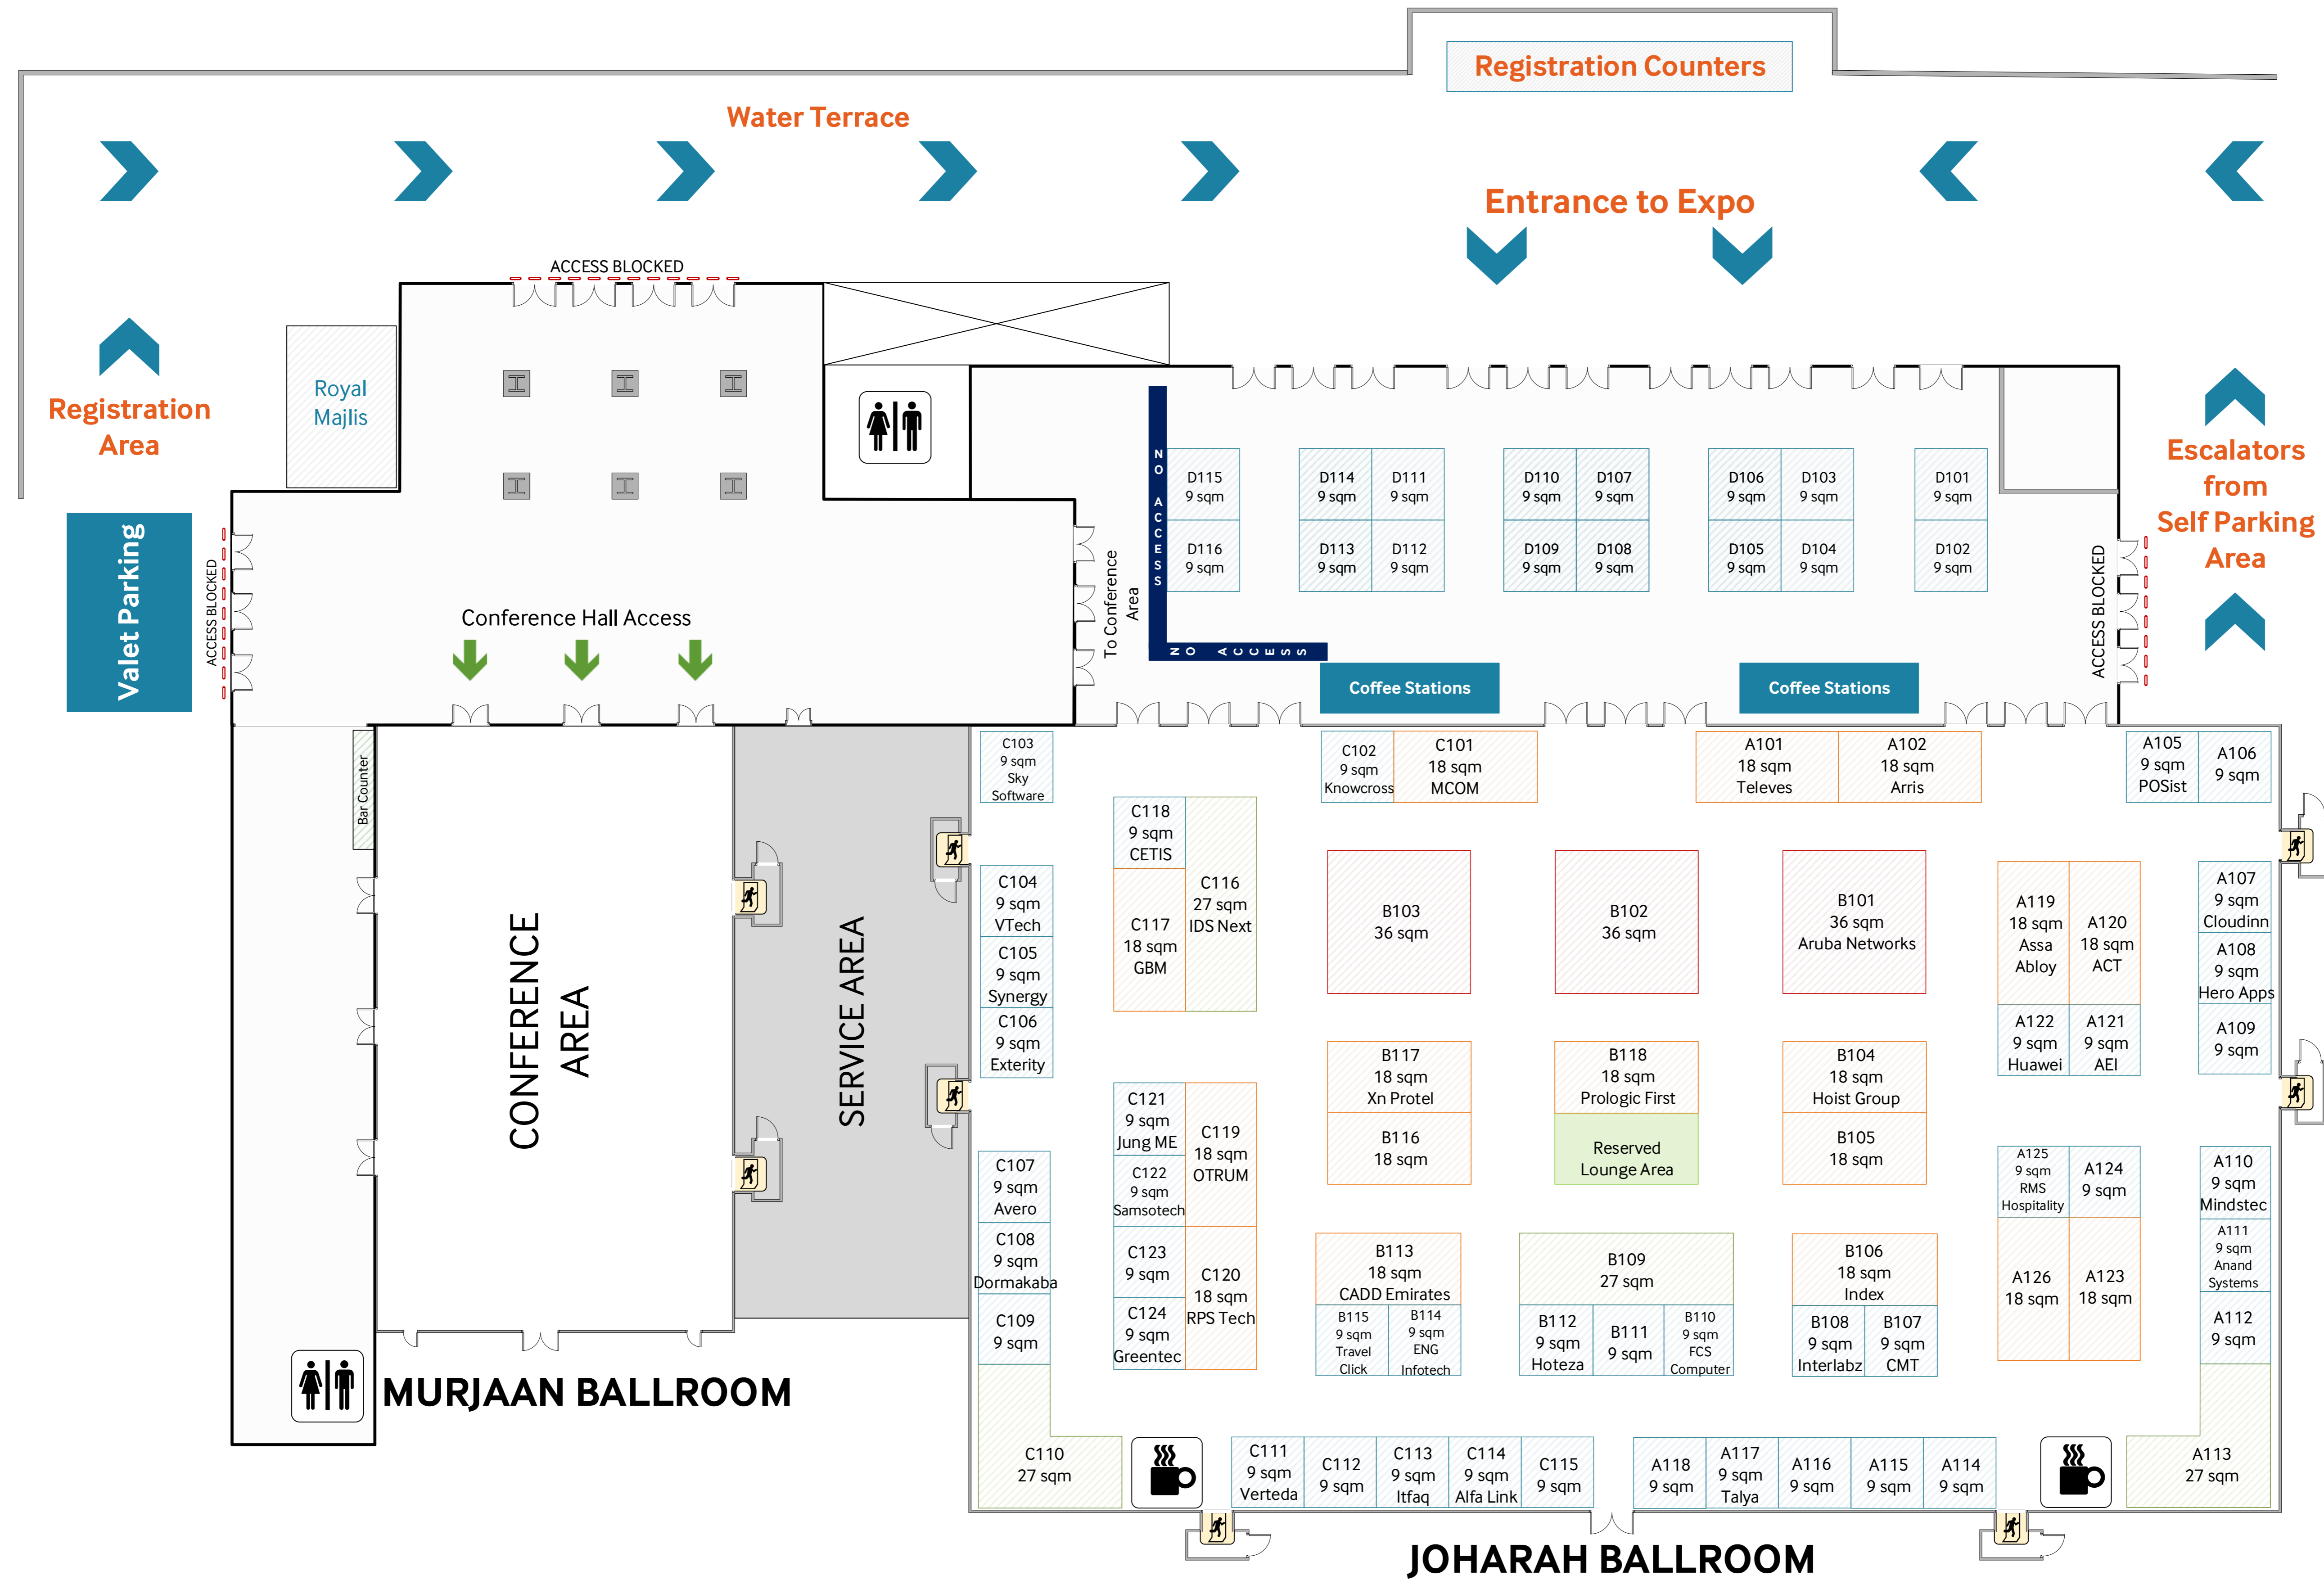 Registration Counters
Water Terrace
Entrance to Expo
ACCESS BLOCKED
Royal
Majlis
Registration
Area
Valet Parking
ACCESS BLOCKED
Conference Hall Access
To Conference
Area
NO ACCESS
NO ACCESS
D115
9 sqm
D116
9 sqm
D114
9 sqm
D111
9 sqm
D113
9 sqm
D112
9 sqm
D110
9 sqm
D107
9 sqm
D109
9 sqm
D108
9 sqm
D106
9 sqm
D103
9 sqm
D105
9 sqm
D104
9 sqm
D101
9 sqm
D102
9 sqm
Escalators
from
Self Parking
Area
ACCESS BLOCKED
Coffee Stations
Coffee Stations
Bar Counter
CONFERENCE
AREA
SERVICE AREA
MURJAAN BALLROOM
C103
9 sqm
Sky
Software
C102
9 sqm
Knowcross
C101
18 sqm
MCOM
A101
18 sqm
Televes
A102
18 sqm
Arris
A105
9 sqm
POSist
A106
9 sqm
C118
9 sqm
CETIS
C117
18 sqm
GBM
C116
27 sqm
IDS Next
C104
9 sqm
VTech
C105
9 sqm
Synergy
C106
9 sqm
Exterity
B103
36 sqm
B102
36 sqm
B101
36 sqm
Aruba Networks
A119
18 sqm
Assa
Abloy
A120
18 sqm
ACT
A122
9 sqm
Huawei
A121
9 sqm
AEI
A107
9 sqm
Cloudinn
A108
9 sqm
Hero Apps
A109
9 sqm
B117
18 sqm
Xn Protel
B116
18 sqm
B118
18 sqm
Prologic First
Reserved
Lounge Area
B104
18 sqm
Hoist Group
B105
18 sqm
C121
9 sqm
Jung ME
C122
9 sqm
Samsotech
C119
18 sqm
OTRUM
C123
9 sqm
C124
9 sqm
Greentec
C120
18 sqm
RPS Tech
C107
9 sqm
Avero
C108
9 sqm
Dormakaba
C109
9 sqm
C110
27 sqm
A125
9 sqm
RMS
Hospitality
A124
9 sqm
A126
18 sqm
A123
18 sqm
A110
9 sqm
Mindstec
A111
9 sqm
Anand
Systems
A112
9 sqm
A113
27 sqm
B113
18 sqm
CADD Emirates
B115
9 sqm
Travel
Click
B114
9 sqm
ENG
Infotech
B109
27 sqm
B112
9 sqm
Hoteza
B111
9 sqm
B110
9 sqm
FCS
Computer
B106
18 sqm
Index
B108
9 sqm
Interlabz
B107
9 sqm
CMT
C111
9 sqm
Verteda
C112
9 sqm
C113
9 sqm
Itfaq
C114
9 sqm
Alfa Link
C115
9 sqm
A118
9 sqm
A117
9 sqm
Talya
A116
9 sqm
A115
9 sqm
A114
9 sqm
JOHARAH BALLROOM